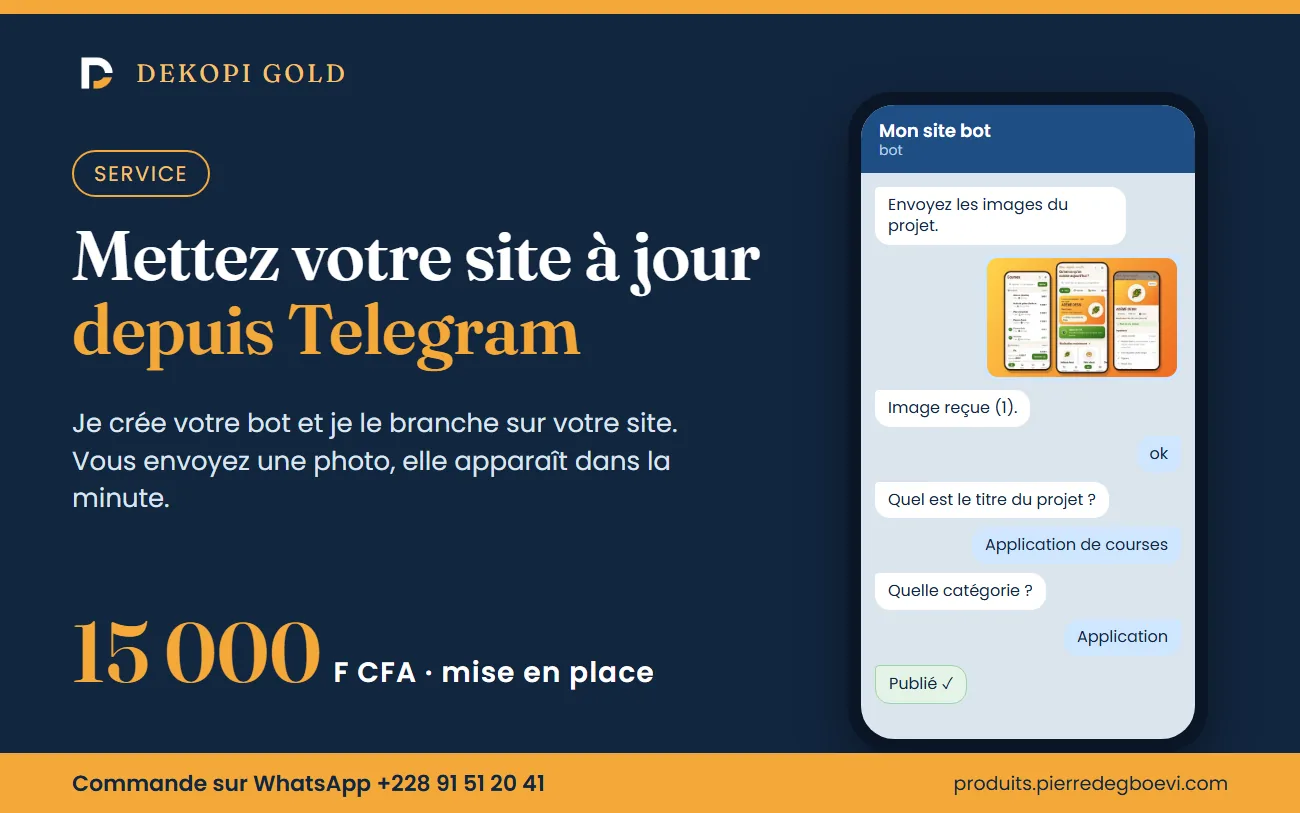 DEKOPI GOLD
SERVICE
Mettez votre site à jour
depuis Telegram
Je crée votre bot et je le branche sur votre site.
Vous envoyez une photo, elle apparaît dans la
minute.
15 000 F CFA · mise en place
Mon site bot
bot
Envoyez les images du
projet.
Courses
Image reçue (1).
ok
Quel est le titre du projet ?
Application de courses
Quelle catégorie ?
Application
Publié ✓
Commande sur WhatsApp +228 91 51 20 41
produits.pierredegboevi.com